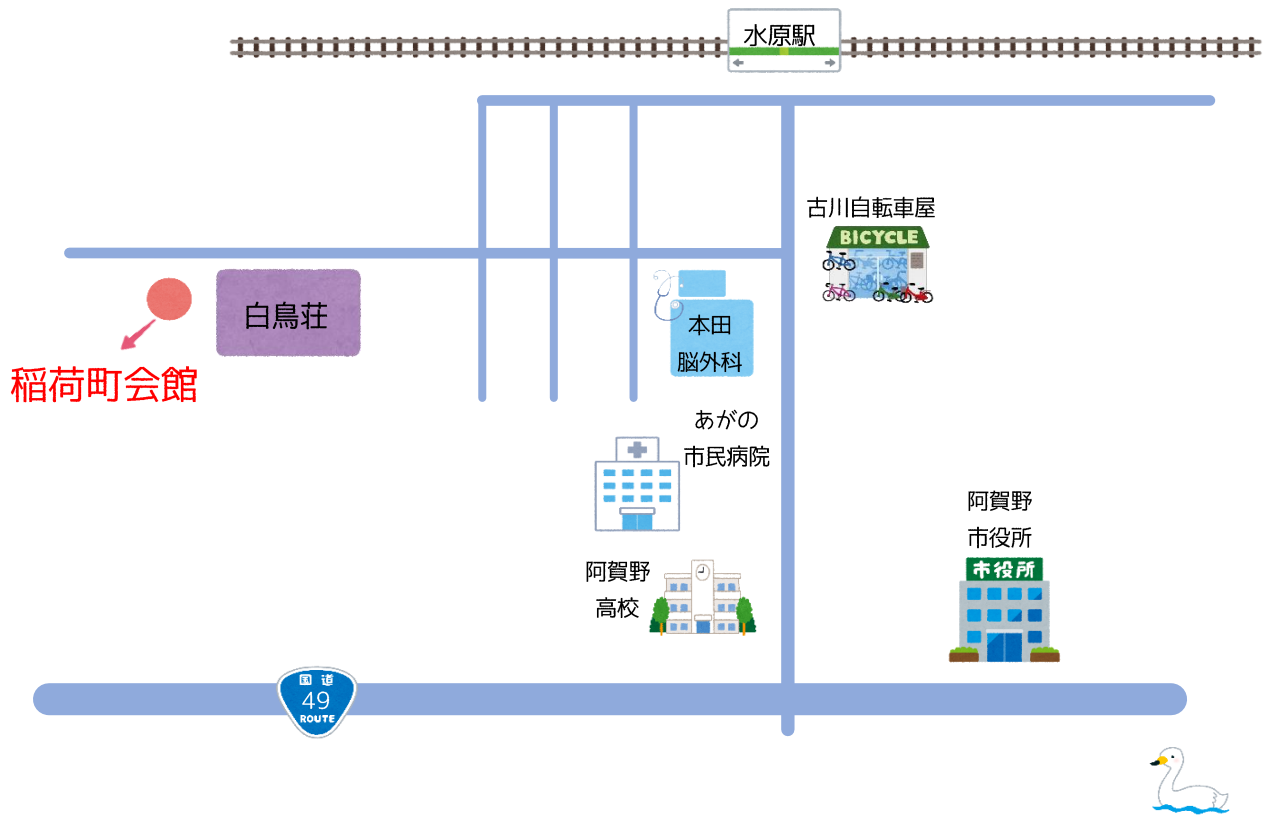 水原駅
古川自転車屋
BICYCLE
白鳥荘
本田
脳外科
稲荷町会館
あがの
市民病院
阿賀野
市役所
市役所
阿賀野
高校
国道
49
ROUTE